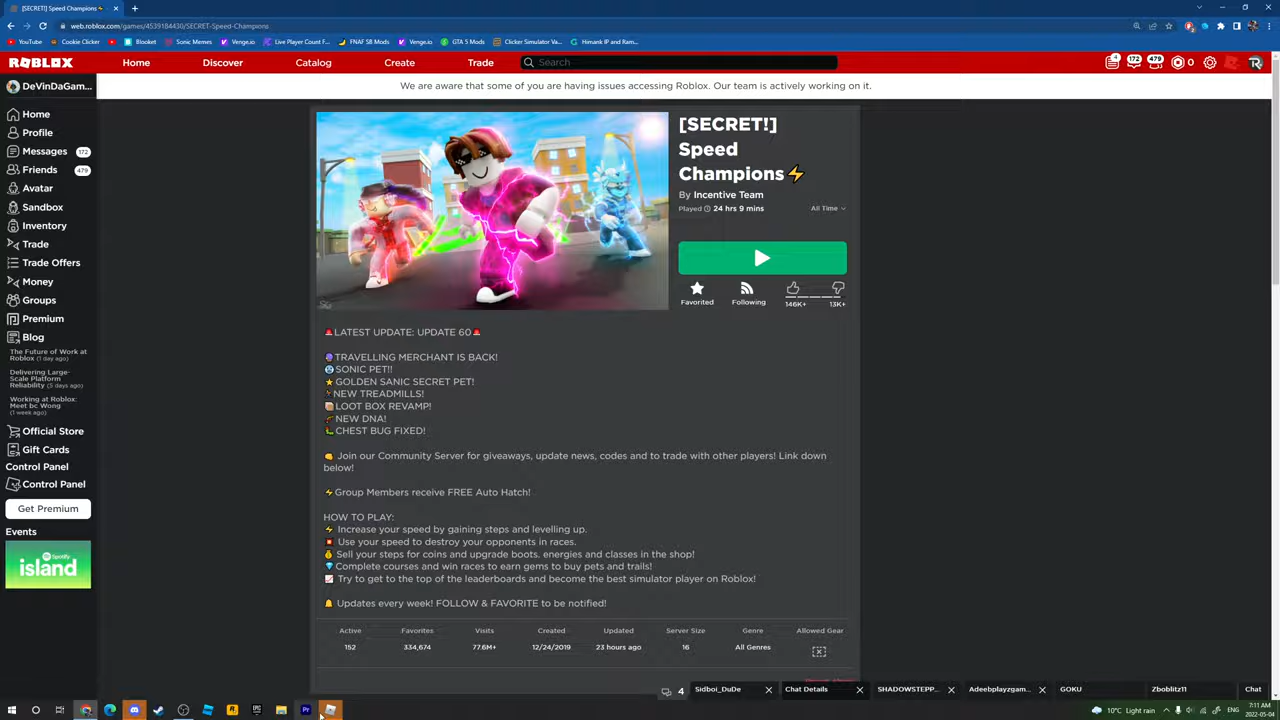 [SECRET!] Speed Champions⚡
web.roblox.com/games/4539184430/SECRET-Speed-Champions
YouTube Cookie Clicker Blooket Sonic Memes Venge.io Live Player Count F... FNAF SB Mods Venge.io GTA 5 Mods Clicker Simulator Va... Himank IP and Ram...
ROBLOX Home Discover Catalog Create Trade Search 4 172 479 0
DeVinDaGam...
We are aware that some of you are having issues accessing Roblox. Our team is actively working on it.
Home
Profile
Messages 172
Friends 479
Avatar
Sandbox
Inventory
Trade
Trade Offers
Money
Groups
Premium
Blog
The Future of Work at
Roblox (1 day ago)
Delivering Large-
Scale Platform
Reliability (5 days ago)
Working at Roblox:
Meet bc Wong
(1 week ago)
Official Store
Gift Cards
Control Panel
Control Panel
Get Premium
Events
Spotify
island
[SECRET!]
Speed
Champions⚡
By Incentive Team
Played 24 hrs 9 mins All Time
Favorited Following 146K+ 13K+
🚨LATEST UPDATE: UPDATE 60🚨
🔮TRAVELLING MERCHANT IS BACK!
🥶SONIC PET!!
⭐GOLDEN SANIC SECRET PET!
NEW TREADMILLS!
📦LOOT BOX REVAMP!
🧨NEW DNA!
🐛CHEST BUG FIXED!
👊 Join our Community Server for giveaways, update news, codes and to trade with other players! Link down
below!
⚡Group Members receive FREE Auto Hatch!
HOW TO PLAY:
⚡ Increase your speed by gaining steps and levelling up.
💥 Use your speed to destroy your opponents in races.
💰 Sell your steps for coins and upgrade boots, energies and classes in the shop!
💎 Complete courses and win races to earn gems to buy pets and trails!
📈 Try to get to the top of the leaderboards and become the best simulator player on Roblox!
🔔 Updates every week! FOLLOW & FAVORITE to be notified!
Active Favorites Visits Created Updated Server Size Genre Allowed Gear
152 334,674 77.6M+ 12/24/2019 23 hours ago 16 All Genres
4 Sidboi_DuDe Chat Details SHADOWSTEPP... Adeebplayzgam... GOKU Zboblitz11 Chat
10°C Light rain ENG 7:11 AM
2022-05-04